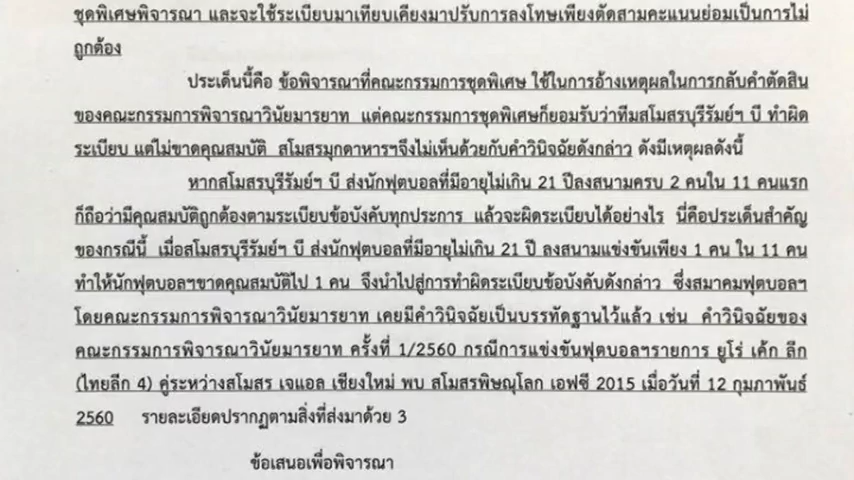 ชุดพิเศษพิจารณา และจะใช้ระเบียบมาเทียบเคียงมาปรับการลงโทษเพียงตัดสามคะแนนย่อมเป็นการไม่
ถูกต้อง
ประเด็นนี้คือ ข้อพิจารณาที่คณะกรรมการชุดพิเศษ ใช้ในการอ้างเหตุผลในการกลับคำตัดสิน
ของคณะกรรมการพิจารณาวินัยมารยาท แต่คณะกรรมการชุดพิเศษก็ยอมรับว่าทีมสโมสรบุรีรัมย์ฯ บี ทำผิด
ระเบียบ แต่ไม่ขาดคุณสมบัติ สโมสรมุกดาหารฯจึงไม่เห็นด้วยกับคำวินิจฉัยดังกล่าว ดังมีเหตุผลดังนี้
หากสโมสรบุรีรัมย์ฯ บี ส่งนักฟุตบอลที่มีอายุไม่เกิน 21 ปีลงสนามครบ 2 คนใน 11 คนแรก
ก็ถือว่ามีคุณสมบัติถูกต้องตามระเบียบข้อบังคับทุกประการ แล้วจะผิดระเบียบได้อย่างไร นี่คือประเด็นสำคัญ
ของกรณีนี้ เมื่อสโมสรบุรีรัมย์ฯ บี ส่งนักฟุตบอลที่มีอายุไม่เกิน 21 ปี ลงสนามแข่งขันเพียง 1 คน ใน 11 คน
ทำให้นักฟุตบอลฯขาดคุณสมบัติไป 1 คน จึงนำไปสู่การทำผิดระเบียบข้อบังคับดังกล่าว ซึ่งสมาคมฟุตบอลฯ
โดยคณะกรรมการพิจารณาวินัยมารยาท เคยมีคำวินิจฉัยเป็นบรรทัดฐานไว้แล้ว เช่น คำวินิจฉัยของ
คณะกรรมการพิจารณาวินัยมารยาท ครั้งที่ 1/2560 กรณีการแข่งขันฟุตบอลฯรายการ ยูโร่ เค้ก ลีก
(ไทยลีก 4) คู่ระหว่างสโมสร เจแอล เชียงใหม่ พบ สโมสรพิษณุโลก เอฟซี 2015 เมื่อวันที่ 12 กุมภาพันธ์
2560 รายละเอียดปรากฏตามสิ่งที่ส่งมาด้วย 3
ข้อเสนอเพื่อพิจารณา